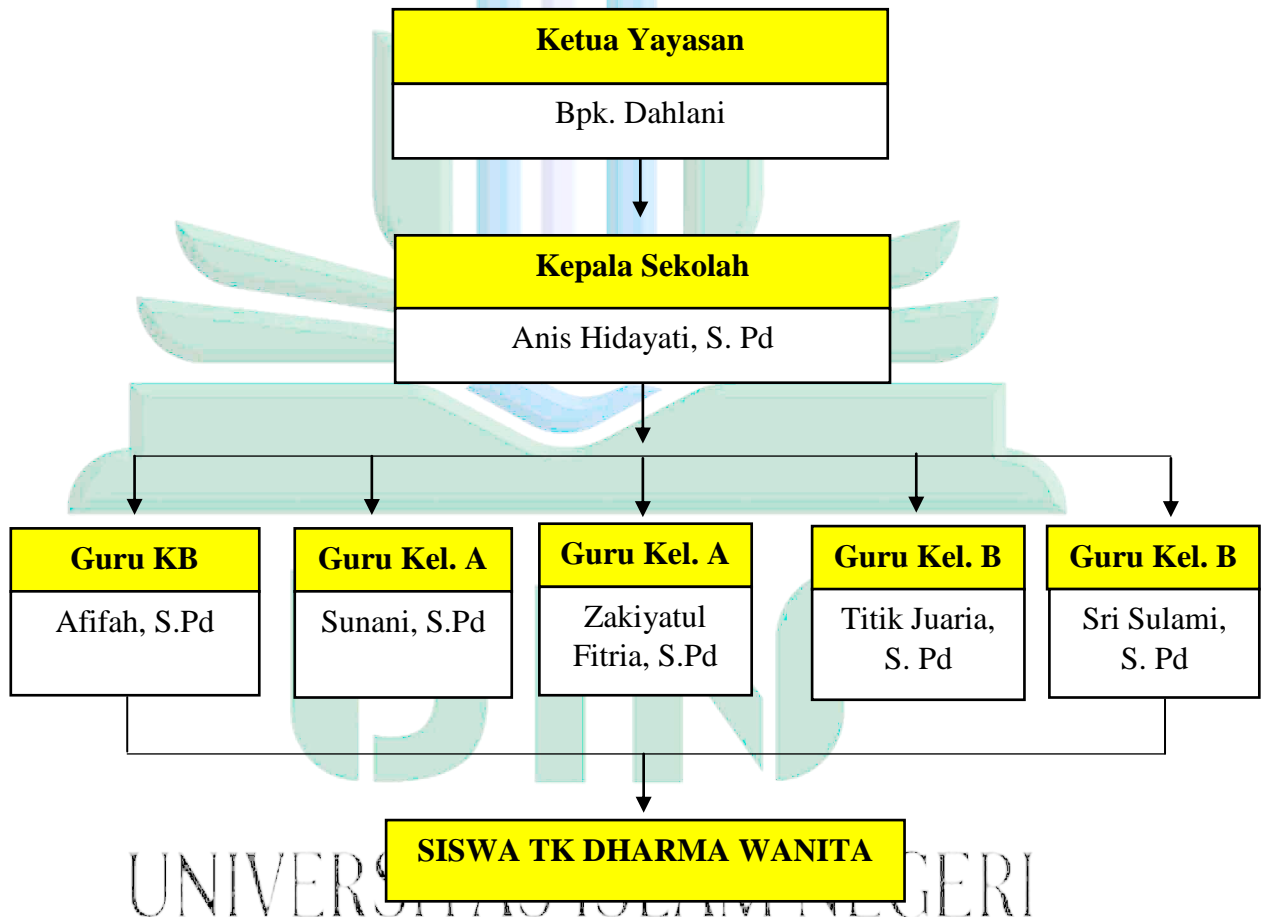 Ketua Yayasan
Bpk. Dahlani
Kepala Sekolah
Anis Hidayati, S. Pd
Guru KB
Afifah, S.Pd
Guru Kel. A
Sunani, S.Pd
Guru Kel. A
Zakiyatul
Fitria, S.Pd
Guru Kel. B
Titik Juaria,
S. Pd
Guru Kel. B
Sri Sulami,
S. Pd
SISWA TK DHARMA WANITA
UNIVERSITAS ISLAM NEGERI